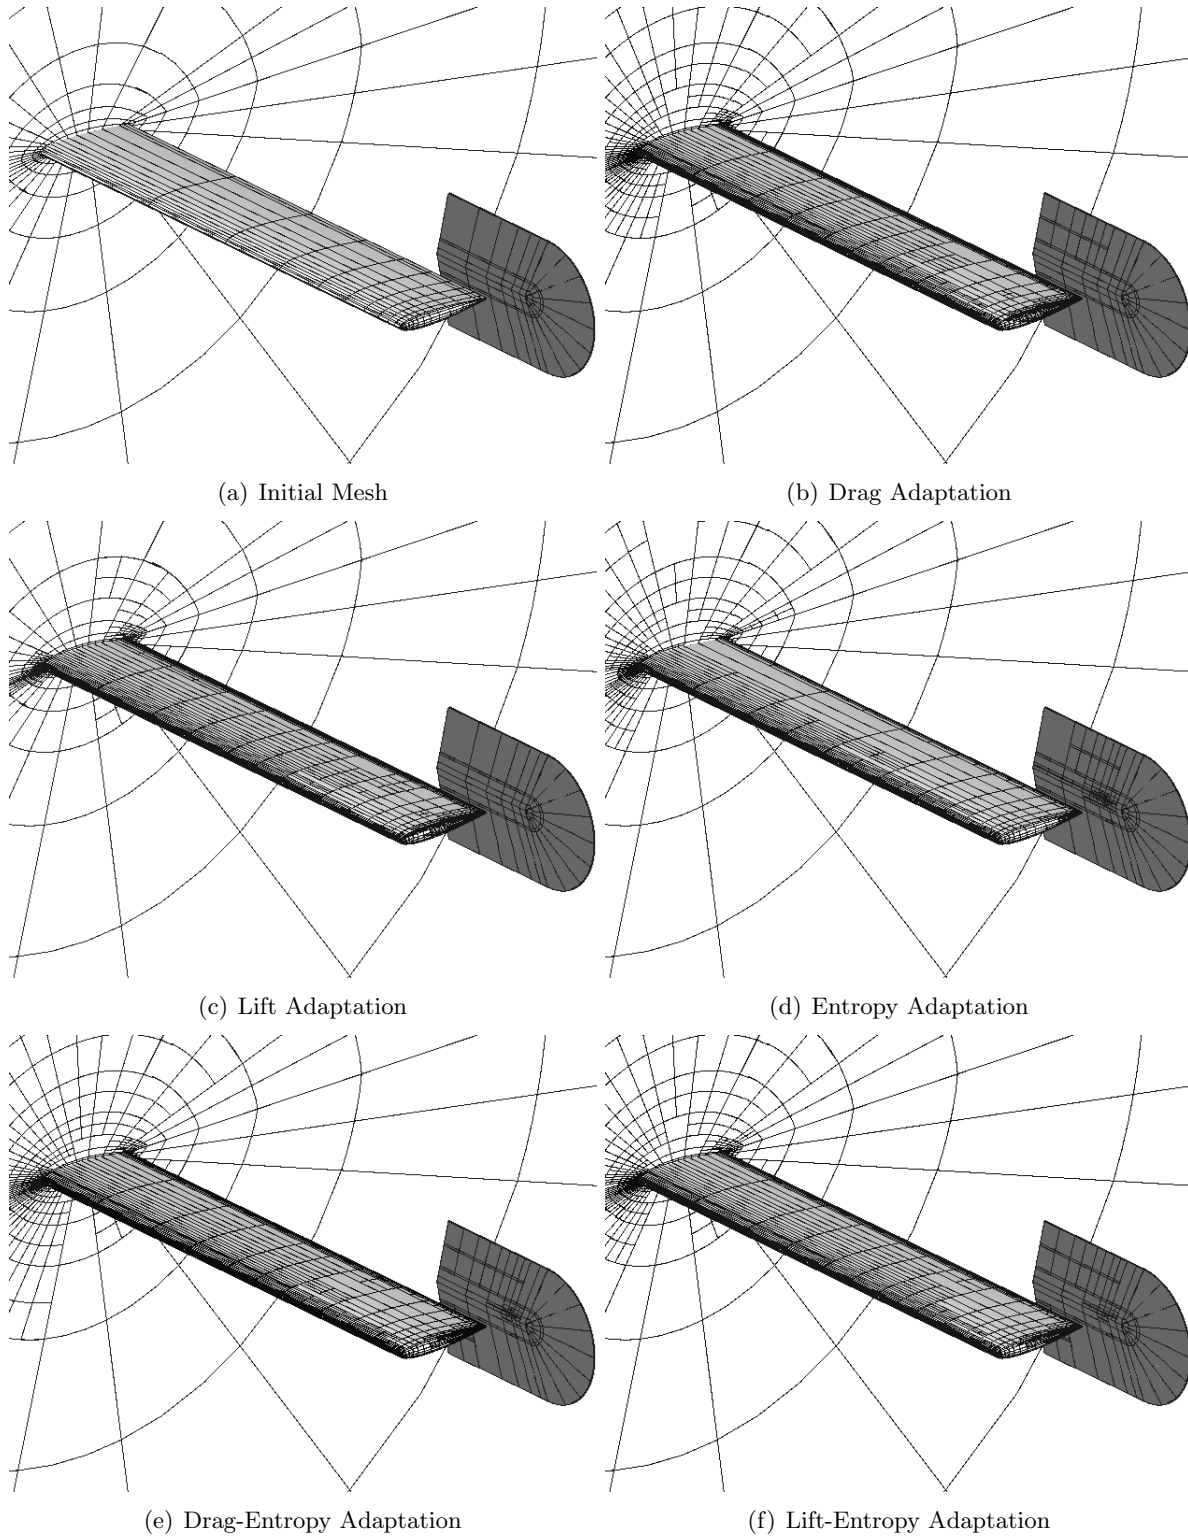 (a) Initial Mesh
(b) Drag Adaptation
(c) Lift Adaptation
(d) Entropy Adaptation
(e) Drag-Entropy Adaptation
(f) Lift-Entropy Adaptation